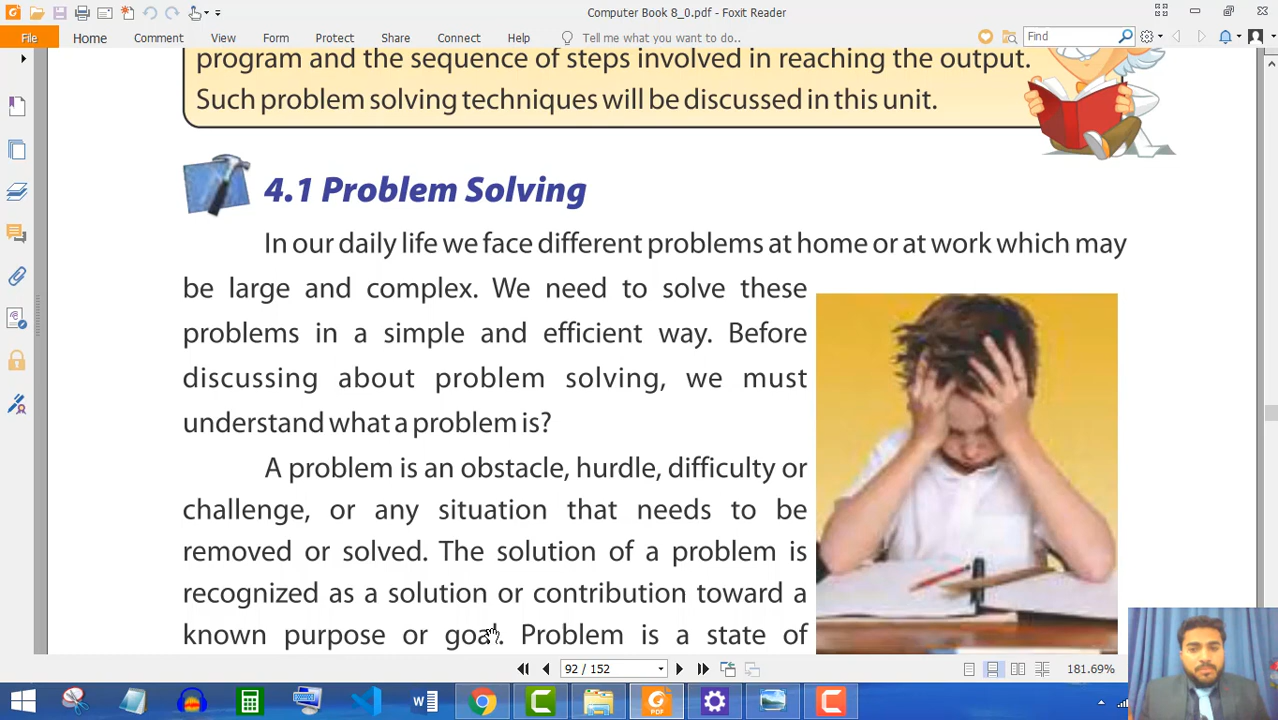 Computer Book 8_0.pdf - Foxit Reader
File Home Comment View Form Protect Share Connect Help Tell me what you want to do.. Find
program and the sequence of steps involved in reaching the output.
Such problem solving techniques will be discussed in this unit.
4.1 Problem Solving
In our daily life we face different problems at home or at work which may
be large and complex. We need to solve these
problems in a simple and efficient way. Before
discussing about problem solving, we must
understand what a problem is?
A problem is an obstacle, hurdle, difficulty or
challenge, or any situation that needs to be
removed or solved. The solution of a problem is
recognized as a solution or contribution toward a
known purpose or goal. Problem is a state of
92 / 152
181.69%